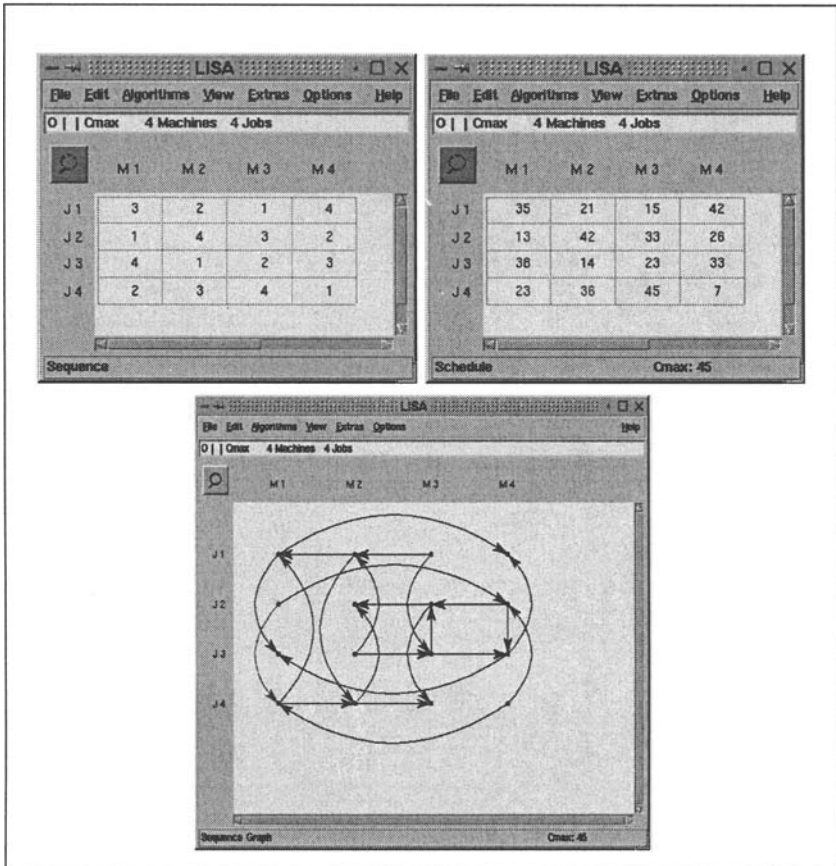 LISA
File Edit Algorithms View Extras Options Help
O | | Cmax 4 Machines 4 Jobs
M 1 M 2 M 3 M 4
J 1 3 2 1 4
J 2 1 4 3 2
J 3 4 1 2 3
J 4 2 3 4 1
Sequence
LISA
File Edit Algorithms View Extras Options Help
O | | Cmax 4 Machines 4 Jobs
M 1 M 2 M 3 M 4
J 1 35 21 15 42
J 2 13 42 33 26
J 3 38 14 23 33
J 4 23 36 45 7
Schedule Cmax: 45
LISA
File Edit Algorithms View Extras Options Help
O | | Cmax 4 Machines 4 Jobs
M 1 M 2 M 3 M 4
J 1
J 2
J 3
J 4
Sequence Graph Cmax: 45